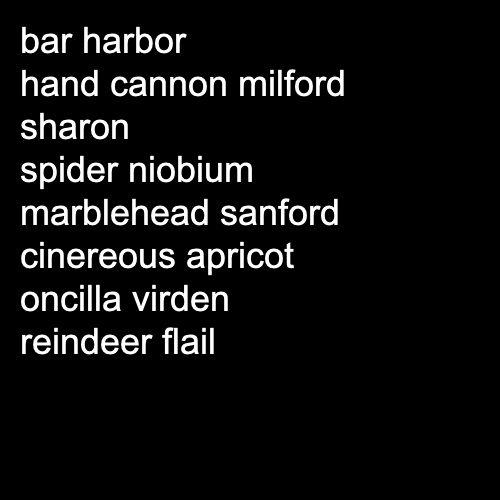 bar harbor
hand cannon milford
sharon
spider niobium
marblehead sanford
cinereous apricot
oncilla virden
reindeer flail